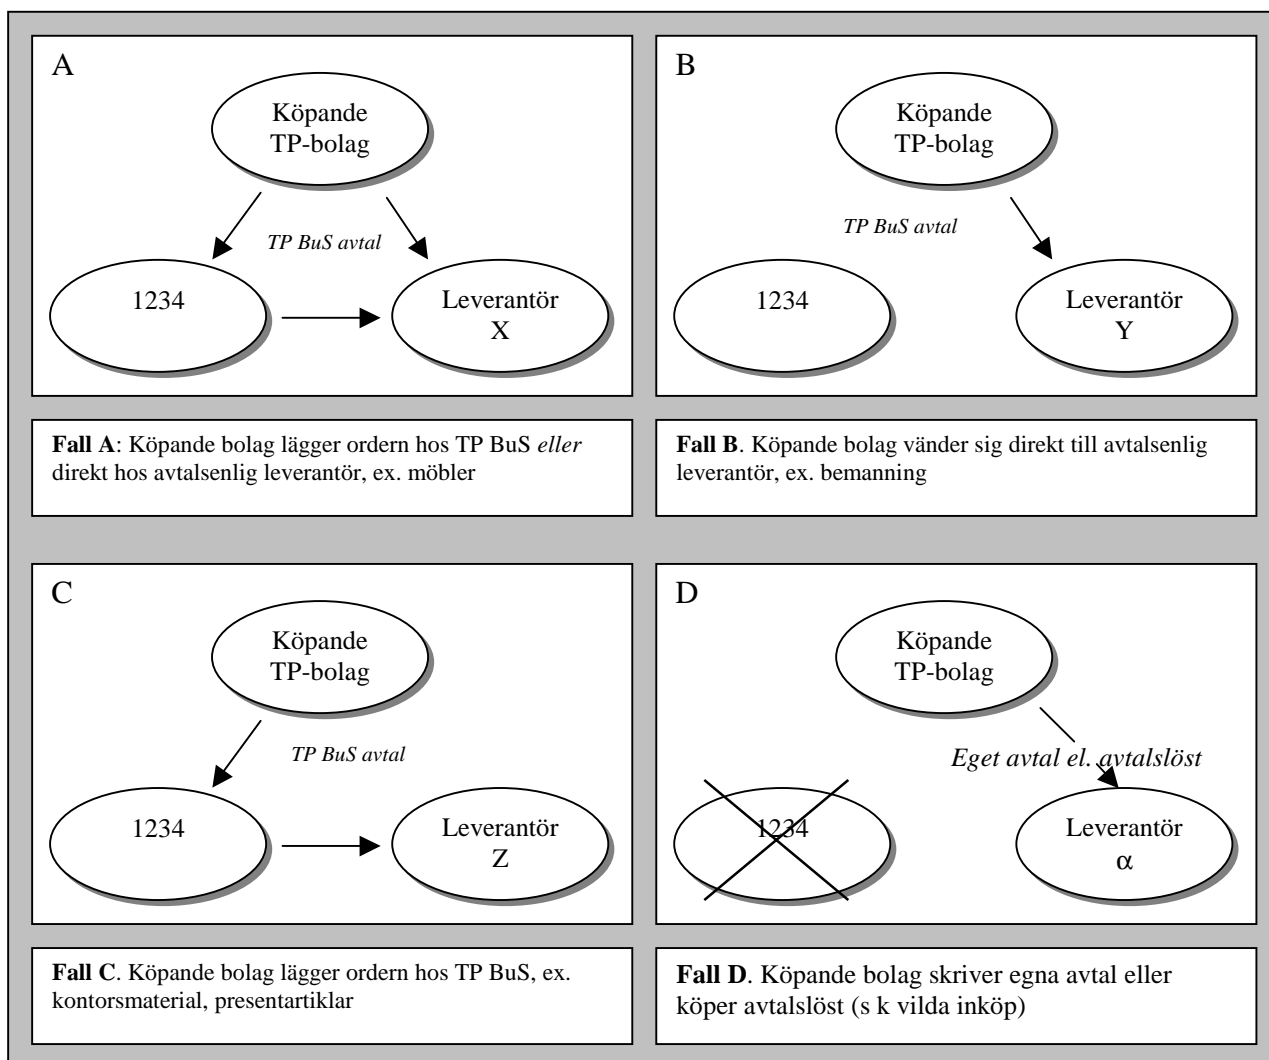 A
Köpande
TP-bolag
TP BuS avtal
1234
Leverantör
X
Fall A: Köpande bolag lägger ordern hos TP BuS eller
direkt hos avtalsenlig leverantör, ex. möbler
B
Köpande
TP-bolag
TP BuS avtal
1234
Leverantör
Y
Fall B. Köpande bolag vänder sig direkt till avtalsenlig
leverantör, ex. bemanning
C
Köpande
TP-bolag
TP BuS avtal
1234
Leverantör
Z
Fall C. Köpande bolag lägger ordern hos TP BuS, ex.
kontorsmaterial, presentartiklar
D
Köpande
TP-bolag
Eget avtal el. avtalslöst
1234
Leverantör
α
Fall D. Köpande bolag skriver egna avtal eller
köper avtalslöst (s k vilda inköp)